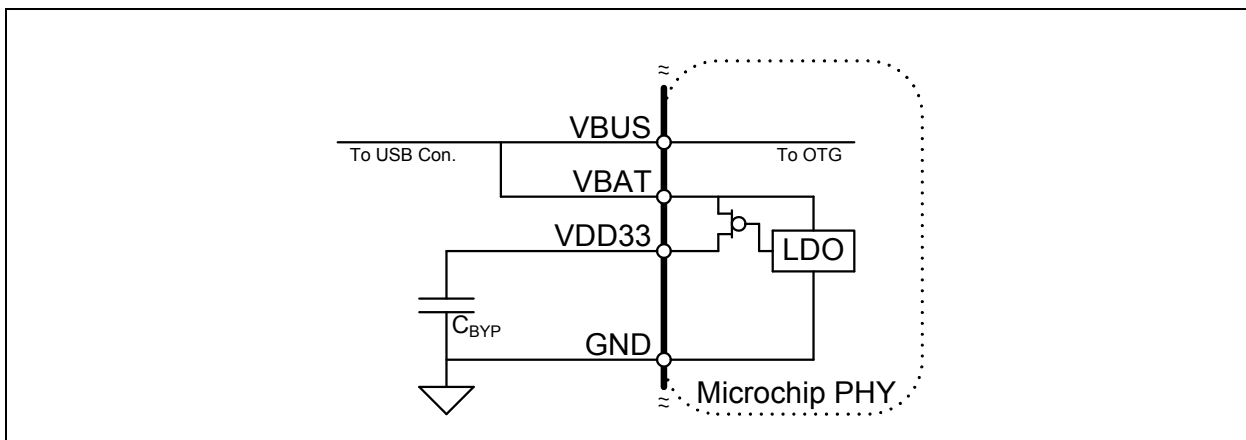 VBUS
To USB Con.
To OTG
VBAT
VDD33
LDO
CBYP
GND
Microchip PHY